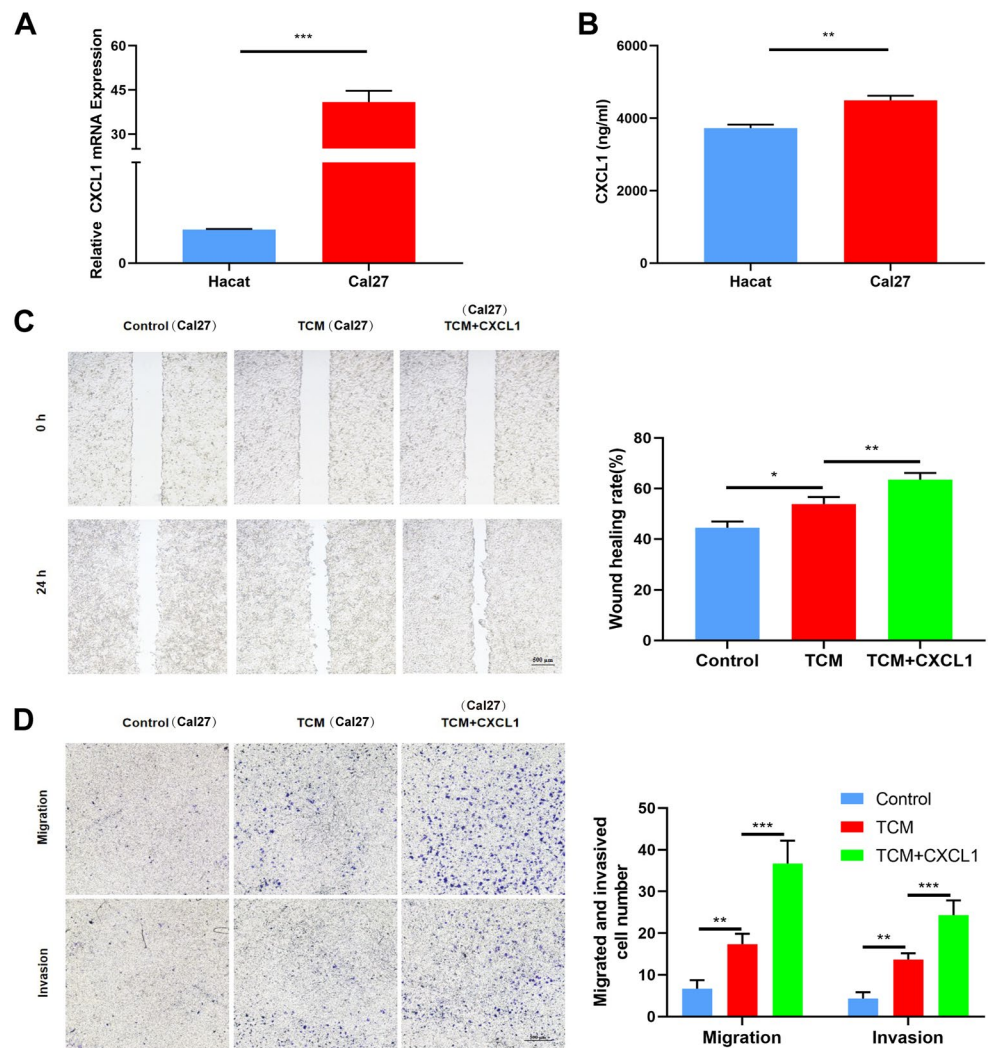 A
Relative CXCL1 mRNA Expression
60
45
30
0
***
Hacat
Cal27
B
CXCL1 (ng/ml)
6000
4000
2000
0
**
Hacat
Cal27
C
Control (Cal27)
TCM (Cal27)
(Cal27)
TCM+CXCL1
0 h
24 h
500 μm
Wound healing rate(%)
80
60
40
20
0
*
**
Control
TCM
TCM+CXCL1
D
Control (Cal27)
TCM (Cal27)
(Cal27)
TCM+CXCL1
Migration
Invasion
Migrated and invasived
cell number
50
40
30
20
10
0
Control
TCM
TCM+CXCL1
**
***
**
***
Migration
Invasion